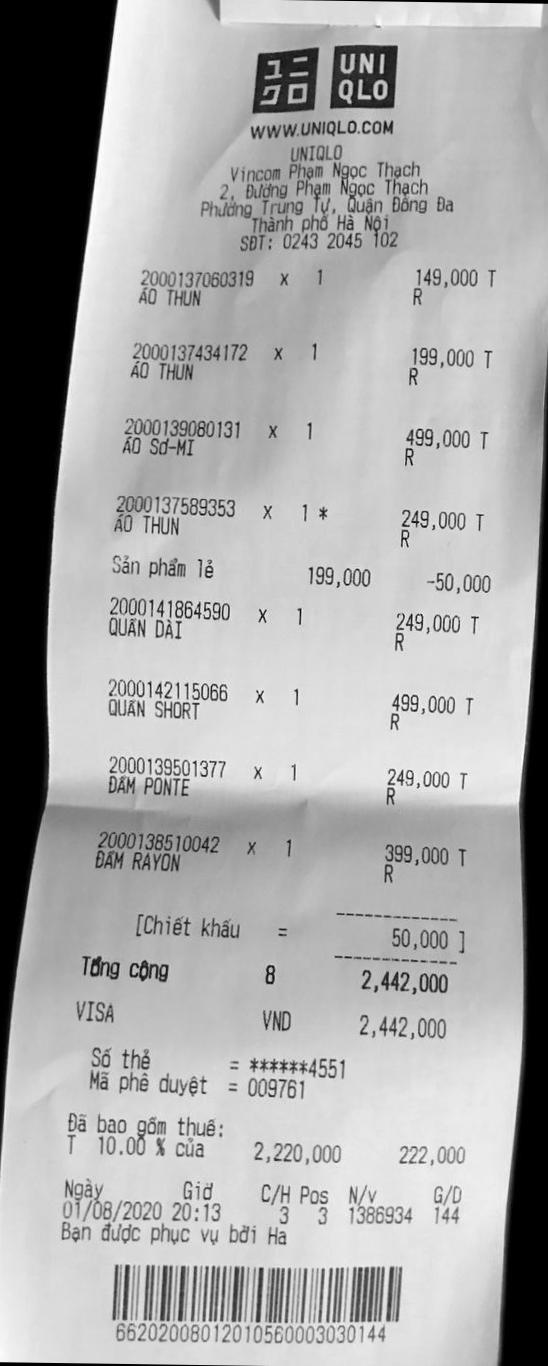 ユニ
クロ
UNI
QLO
WWW.UNIQLO.COM
UNIQLO
Vincom Phạm Ngọc Thạch
2, Đường Phạm Ngọc Thạch
Phường Trung Tự, Quận Đống Đa
Thành phố Hà Nội
SĐT: 0243 2045 102
2000137060319 x 1 149,000 T
ÁO THUN R
2000137434172 x 1 199,000 T
ÁO THUN R
2000139080131 x 1 499,000 T
ÁO SƠ-MI R
2000137589353 x 1 * 249,000 T
ÁO THUN R
Sản phẩm lẻ 199,000 -50,000
2000141864590 x 1 249,000 T
QUẦN DÀI R
2000142115066 x 1 499,000 T
QUẦN SHORT R
2000139501377 x 1 249,000 T
ĐẦM PONTE R
2000138510042 x 1 399,000 T
ĐẦM RAYON R
[Chiết khấu = 50,000 ]
Tổng cộng 8 2,442,000
VISA VND 2,442,000
Số thẻ = ******4551
Mã phê duyệt = 009761
Đã bao gồm thuế:
T 10.00 % của 2,220,000 222,000
Ngày Giờ C/H Pos N/v G/D
01/08/2020 20:13 3 3 1386934 144
Bạn được phục vụ bởi Ha
66202008012010560003030144